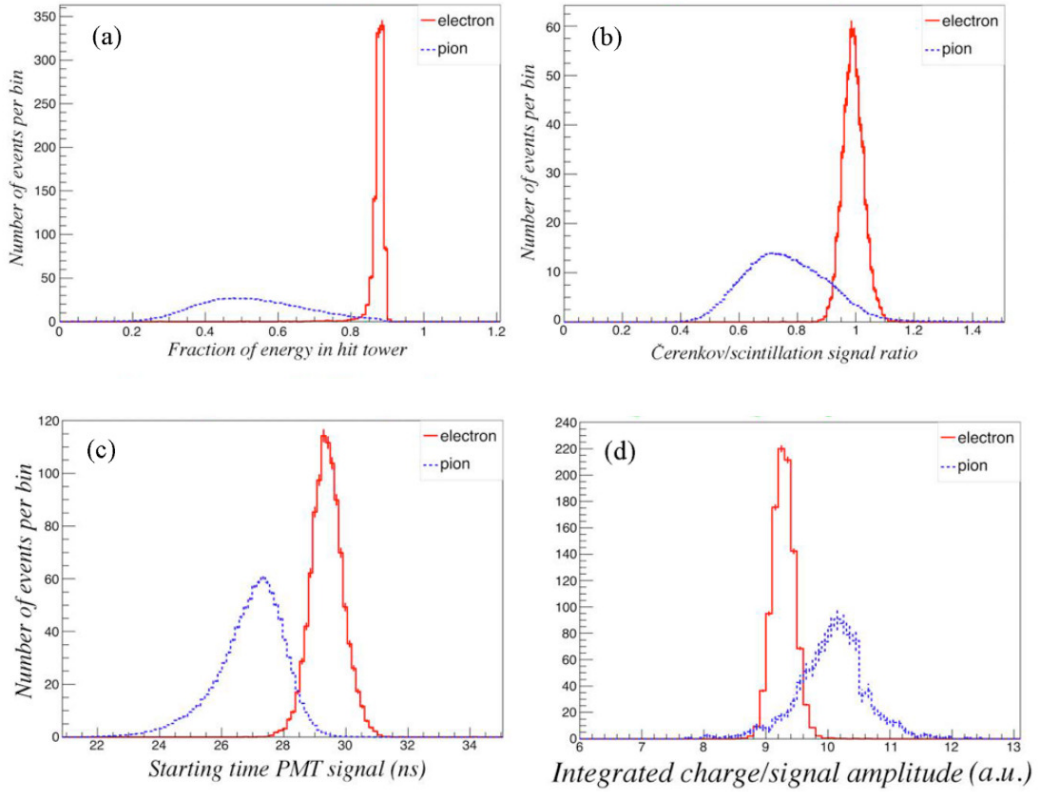 (a)
electron
pion
Number of events per bin
350
300
250
200
150
100
50
0
0 0.2 0.4 0.6 0.8 1 1.2
Fraction of energy in hit tower
(b)
electron
pion
Number of events per bin
60
50
40
30
20
10
0
0 0.2 0.4 0.6 0.8 1 1.2 1.4
Čerenkov/scintillation signal ratio
(c)
electron
pion
Number of events per bin
120
100
80
60
40
20
0
22 24 26 28 30 32 34
Starting time PMT signal (ns)
(d)
electron
pion
240
220
200
180
160
140
120
100
80
60
40
20
0
6 7 8 9 10 11 12 13
Integrated charge/signal amplitude (a.u.)